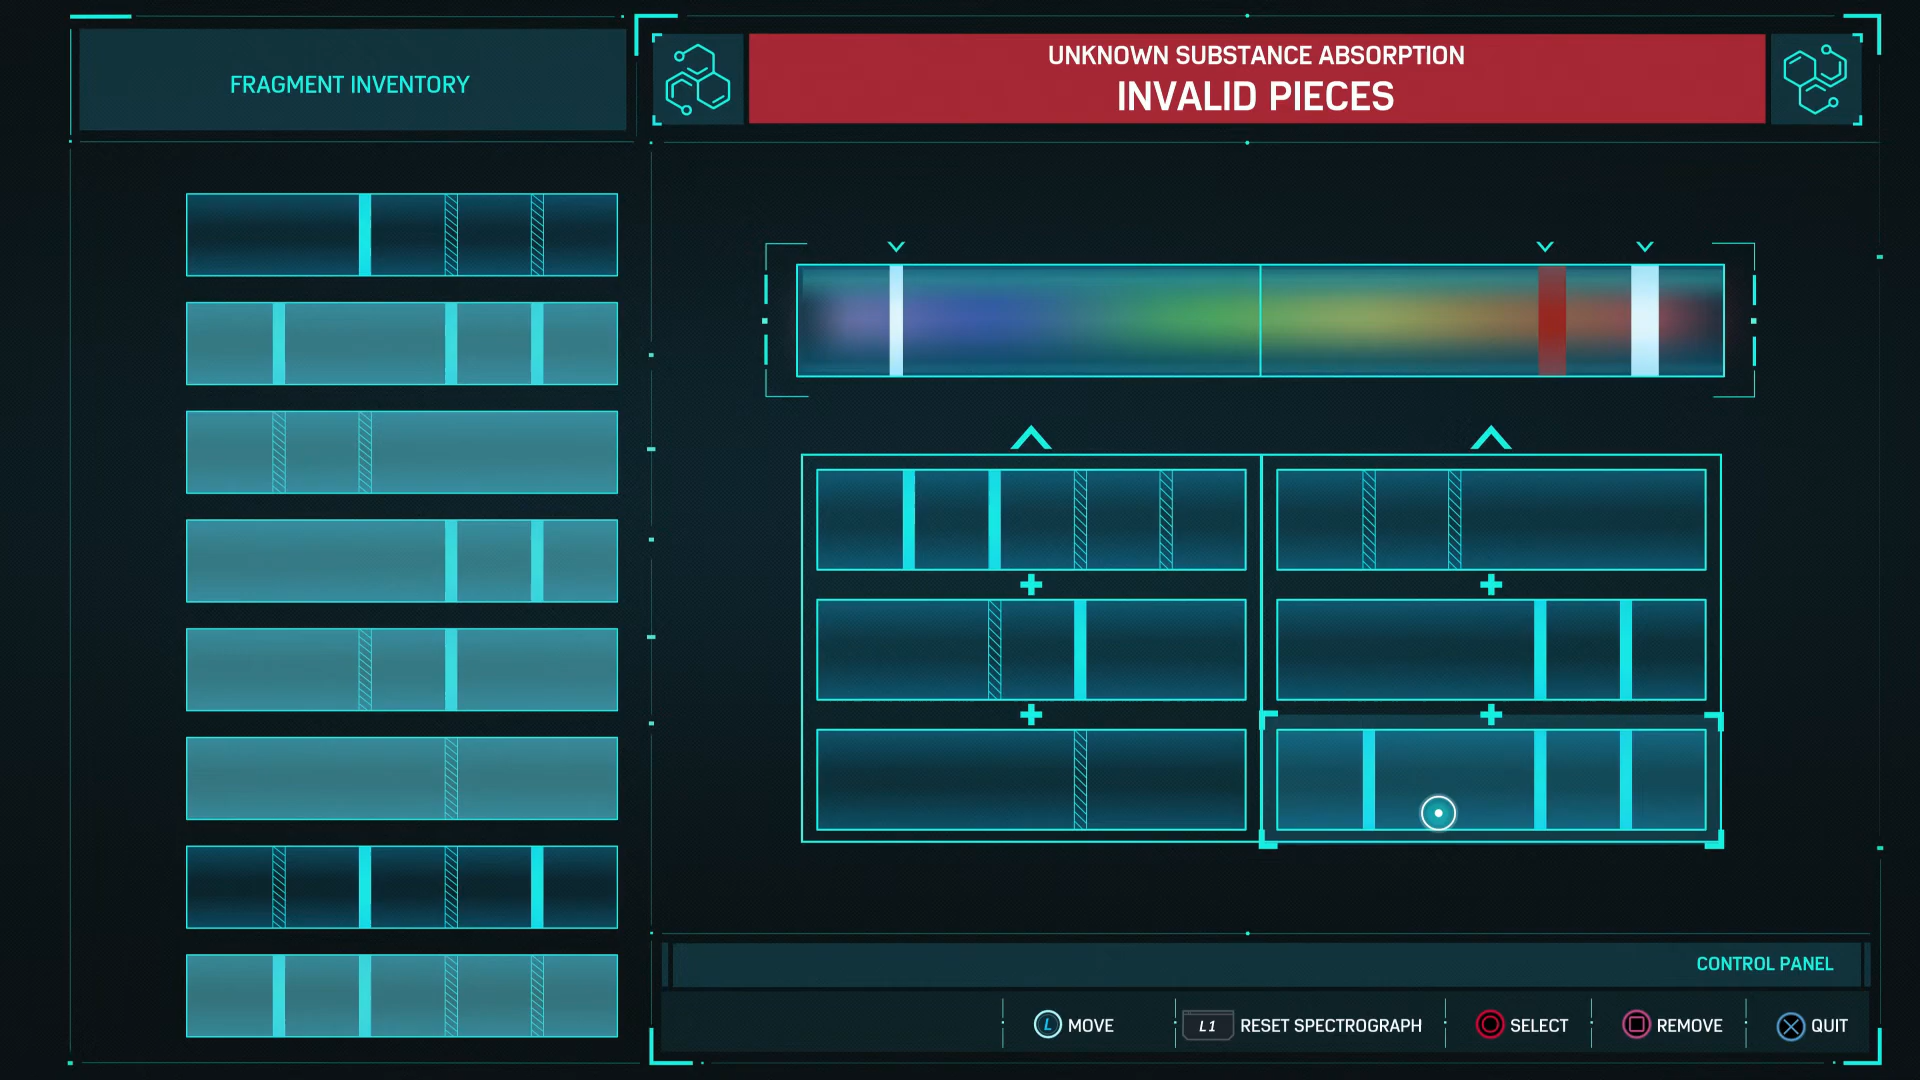 FRAGMENT INVENTORY
UNKNOWN SUBSTANCE ABSORPTION
INVALID PIECES
CONTROL PANEL
L MOVE
L1 RESET SPECTROGRAPH
SELECT
REMOVE
QUIT